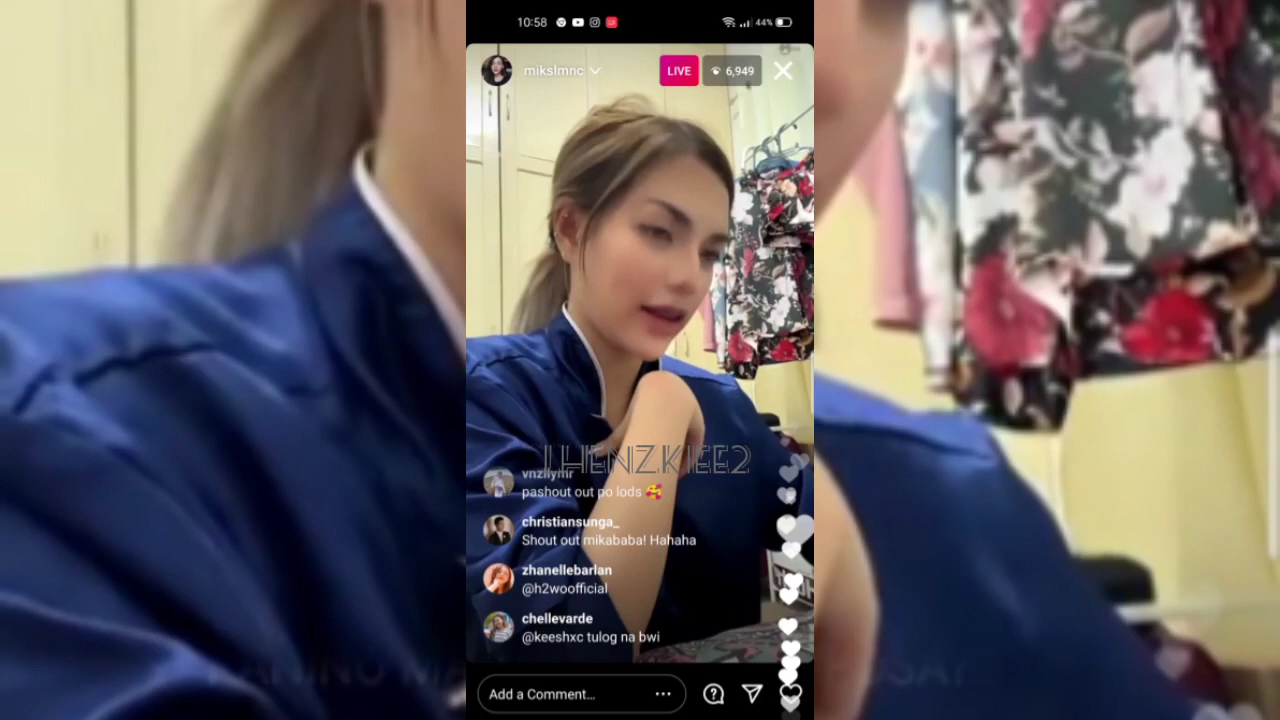 10:58
44%
mikslmnc
LIVE
6,949
LHENZKIEE2
pashout out po lods 🥰
christiansunga_
Shout out mikababa! Hahaha
zhanellebarlan
@h2woofficial
chellevarde
@keeshxc tulog na bwi
Add a Comment...